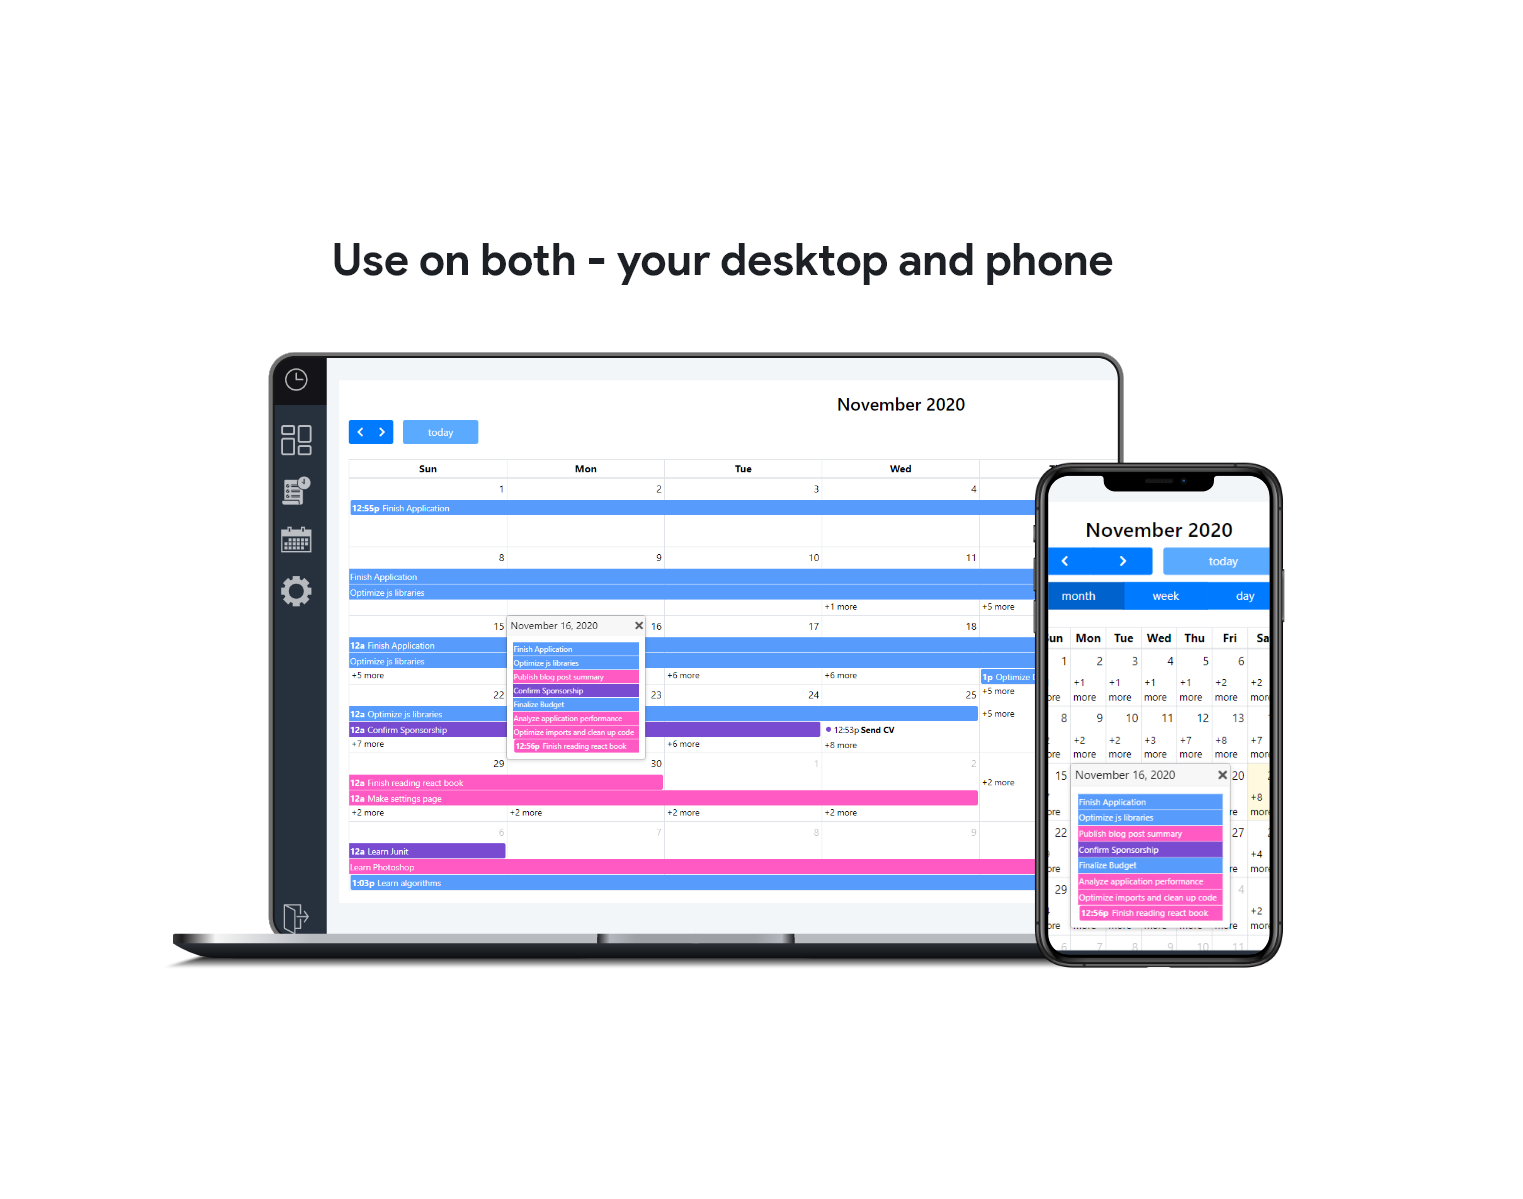 Use on both - your desktop and phone
November 2020
today
Sun Mon Tue Wed
1 2 3 4
12:55p Finish Application
8 9 10 11
Finish Application
Optimize js libraries
+1 more +5 more
15 16 17 18
12a Finish Application
Optimize js libraries
+5 more +6 more +6 more
1p Optimize
+5 more
22 23 24 25
12a Optimize js libraries
+5 more
12a Confirm Sponsorship
12:53p Send CV
+7 more +6 more +8 more
29 30 1 2
12a Finish reading react book
+2 more
12a Make settings page
+2 more +2 more +2 more +2 more
6 7 8 9
12a Learn Junit
Learn Photoshop
1:03p Learn algorithms
November 16, 2020
Finish Application
Optimize js libraries
Publish blog post summary
Confirm Sponsorship
Finalize Budget
Analyze application performance
Optimize imports and clean up code
12:56p Finish reading react book
November 2020
today
month week day
un Mon Tue Wed Thu Fri Sa
1 2 3 4 5 6
+1 +1 +1 +1 +2 +2
ore more more more more more more
8 9 10 11 12 13
+2 +2 +3 +7 +8 +7
ore more more more more more more
15 20
+8
ore more
22 27
+4
ore more
29 4
+2
ore more
6 7 8 9 10 11
November 16, 2020
Finish Application
Optimize js libraries
Publish blog post summary
Confirm Sponsorship
Finalize Budget
Analyze application performance
Optimize imports and clean up code
12:56p Finish reading react book